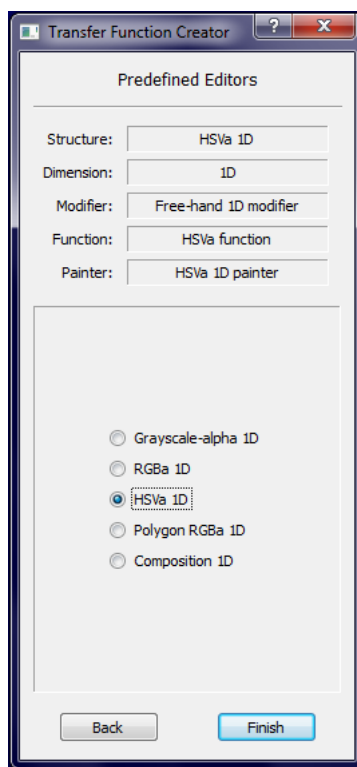 Transfer Function Creator
Predefined Editors
Structure: HSVa 1D
Dimension: 1D
Modifier: Free-hand 1D modifier
Function: HSVa function
Painter: HSVa 1D painter
Grayscale-alpha 1D
RGBa 1D
HSVa 1D
Polygon RGBa 1D
Composition 1D
Back Finish